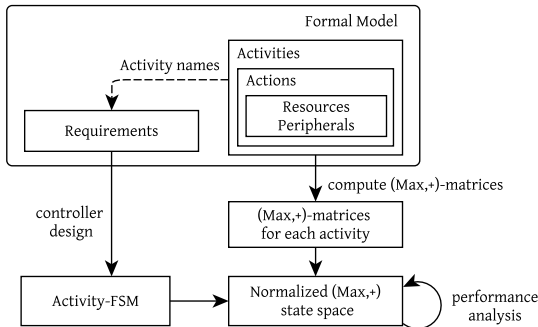 Formal Model
Activities
Activity names
Actions
Resources
Peripherals
Requirements
compute (Max,+)-matrices
controller
design
(Max,+)-matrices
for each activity
Activity-FSM
Normalized (Max,+)
state space
performance
analysis